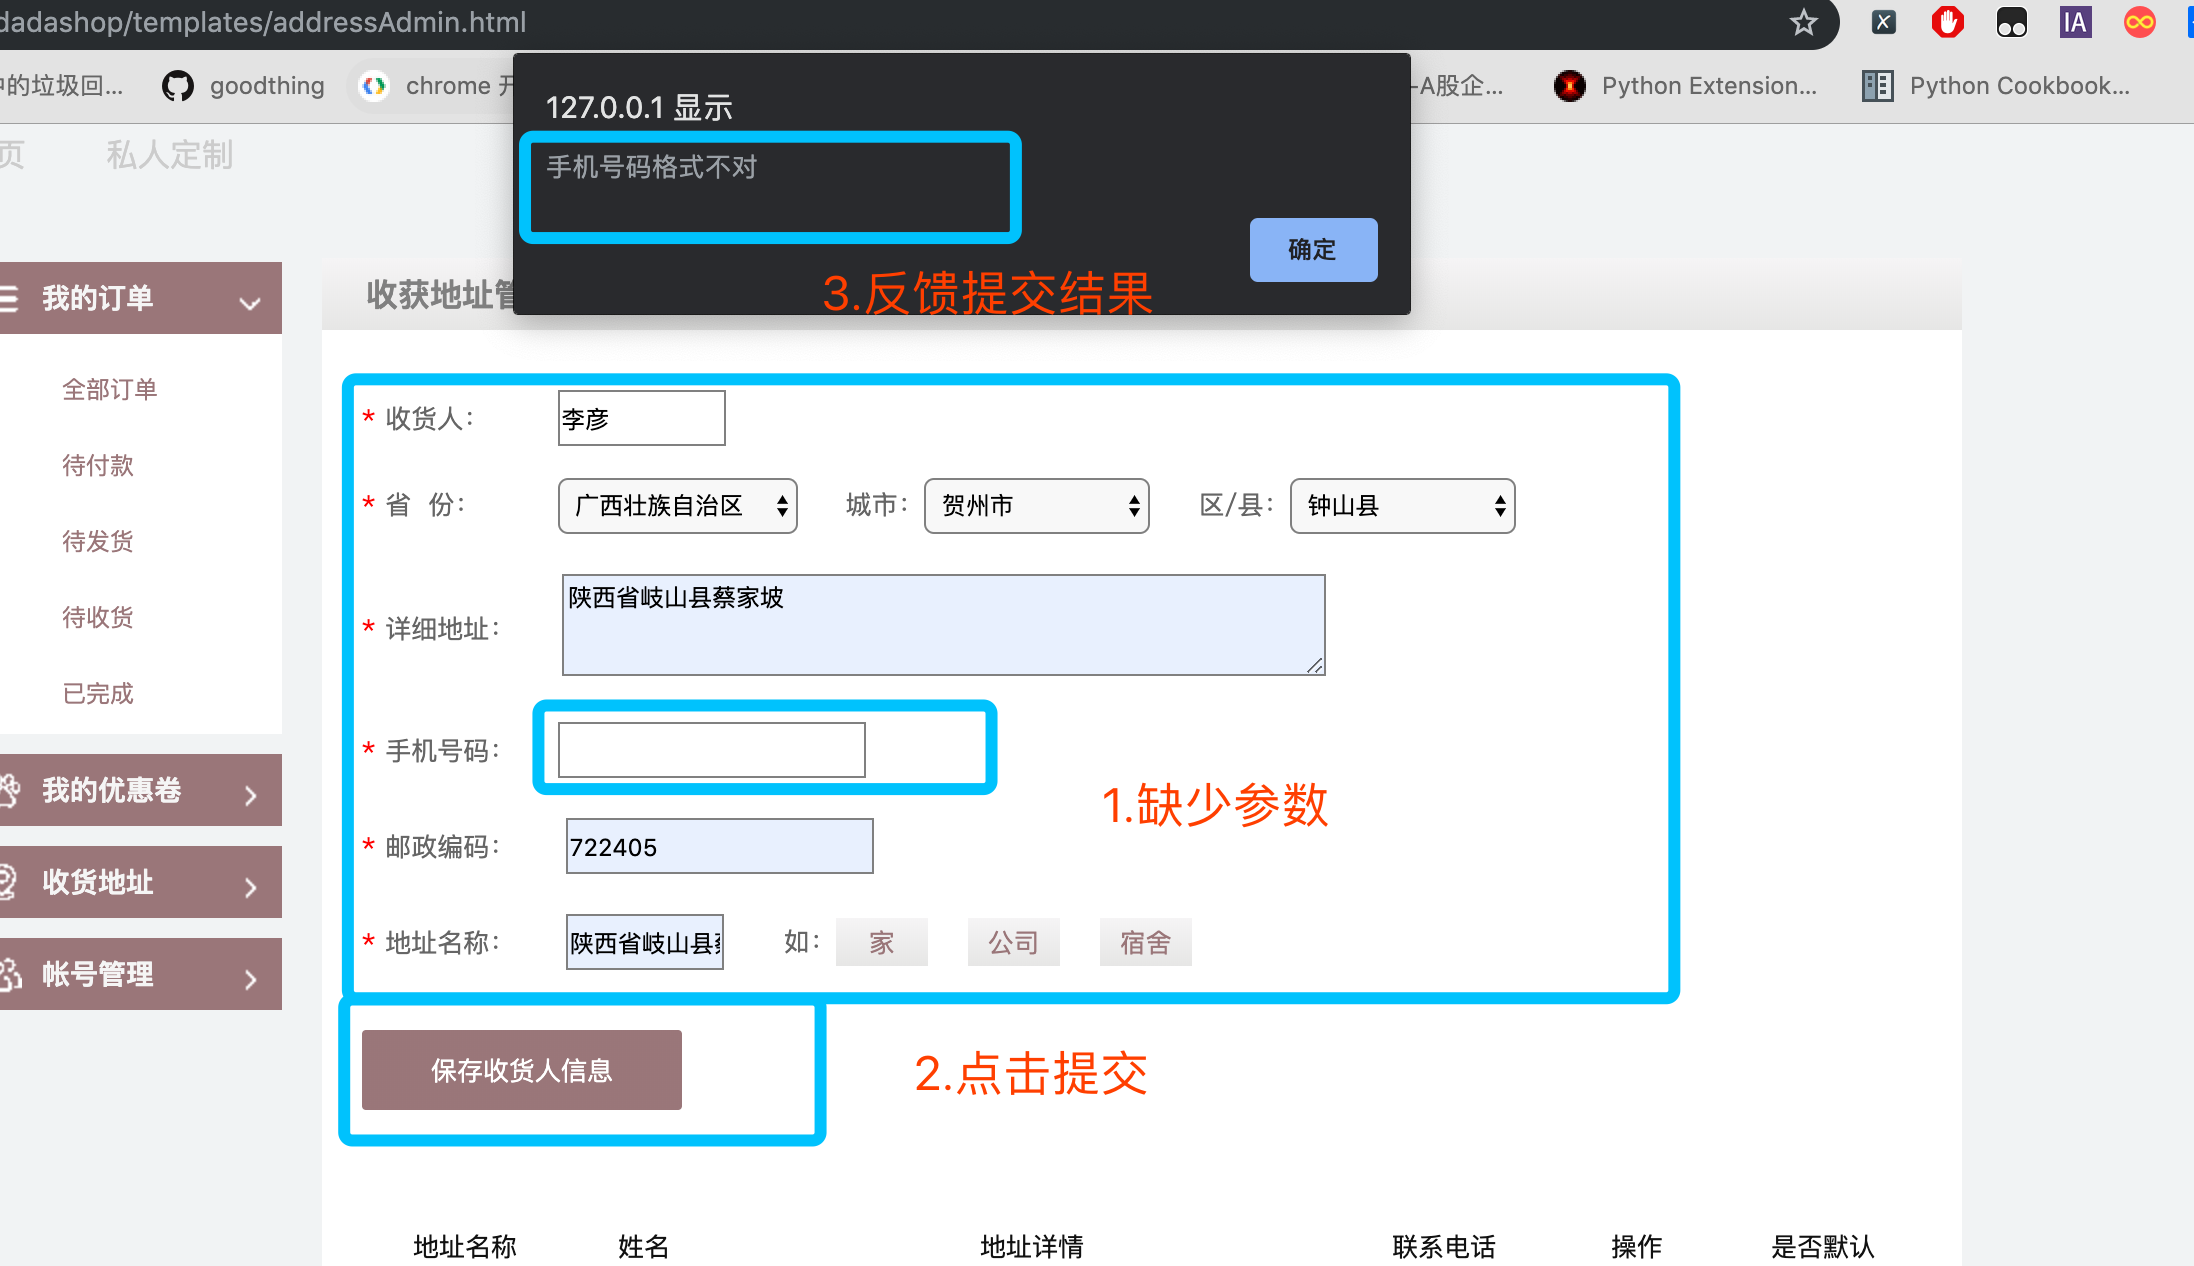 dadashop/templates/addressAdmin.html
IA
中的垃圾回...
goodthing
chrome 开
-A股企...
Python Extension...
Python Cookbook...
127.0.0.1 显示
手机号码格式不对
确定
3.反馈提交结果
页
私人定制
我的订单
全部订单
待付款
待发货
待收货
已完成
我的优惠卷
收货地址
帐号管理
收获地址管
* 收货人：
李彦
* 省 份：
广西壮族自治区
城市：
贺州市
区/县：
钟山县
* 详细地址：
陕西省岐山县蔡家坡
* 手机号码：
1.缺少参数
* 邮政编码：
722405
* 地址名称：
陕西省岐山县蔡
如：
家
公司
宿舍
保存收货人信息
2.点击提交
地址名称
姓名
地址详情
联系电话
操作
是否默认